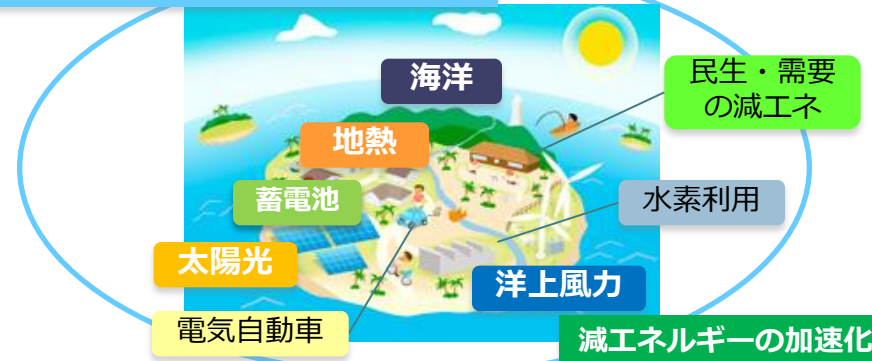 海洋
民生・需要
の減エネ
地熱
蓄電池
水素利用
太陽光
洋上風力
電気自動車
減エネルギーの加速化